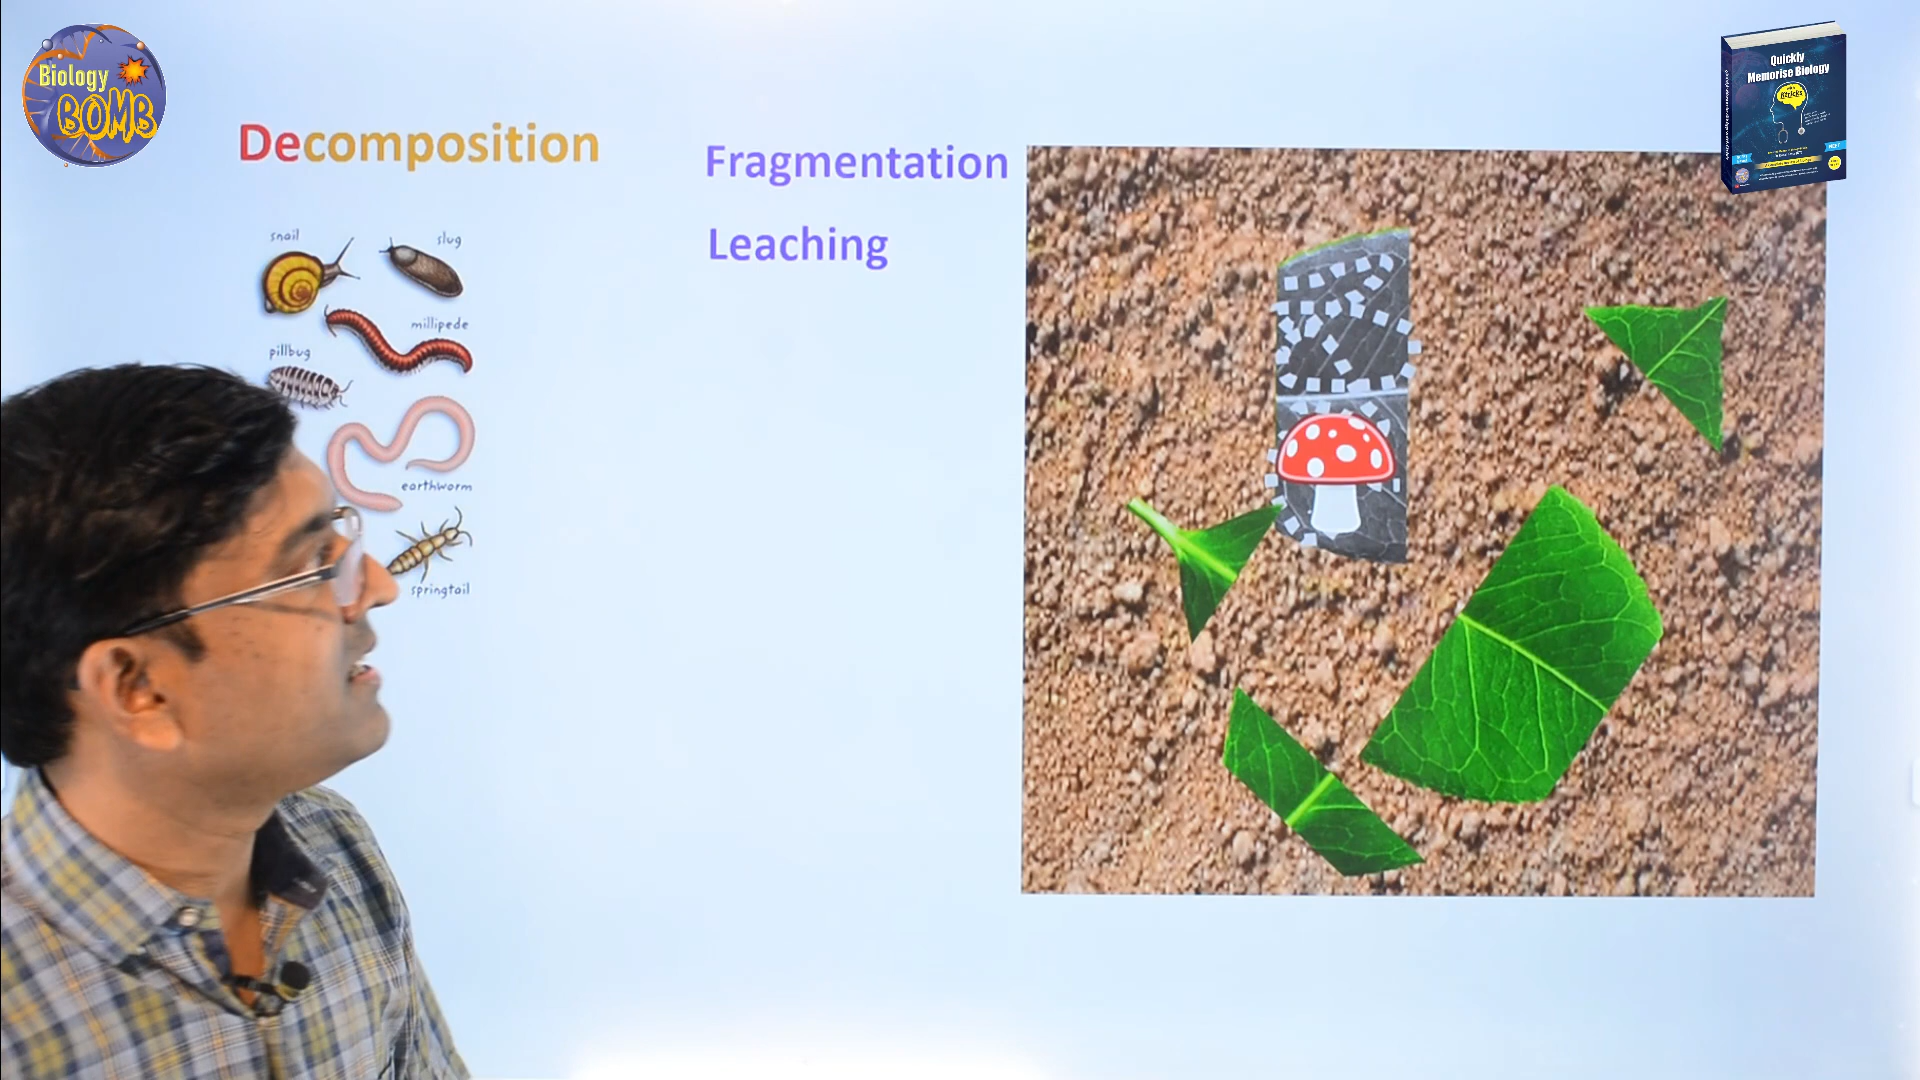 Biology
BOMB
Decomposition
Fragmentation
Leaching
snail
slug
millipede
pillbug
earthworm
springtail
Quickly
Memorise Biology